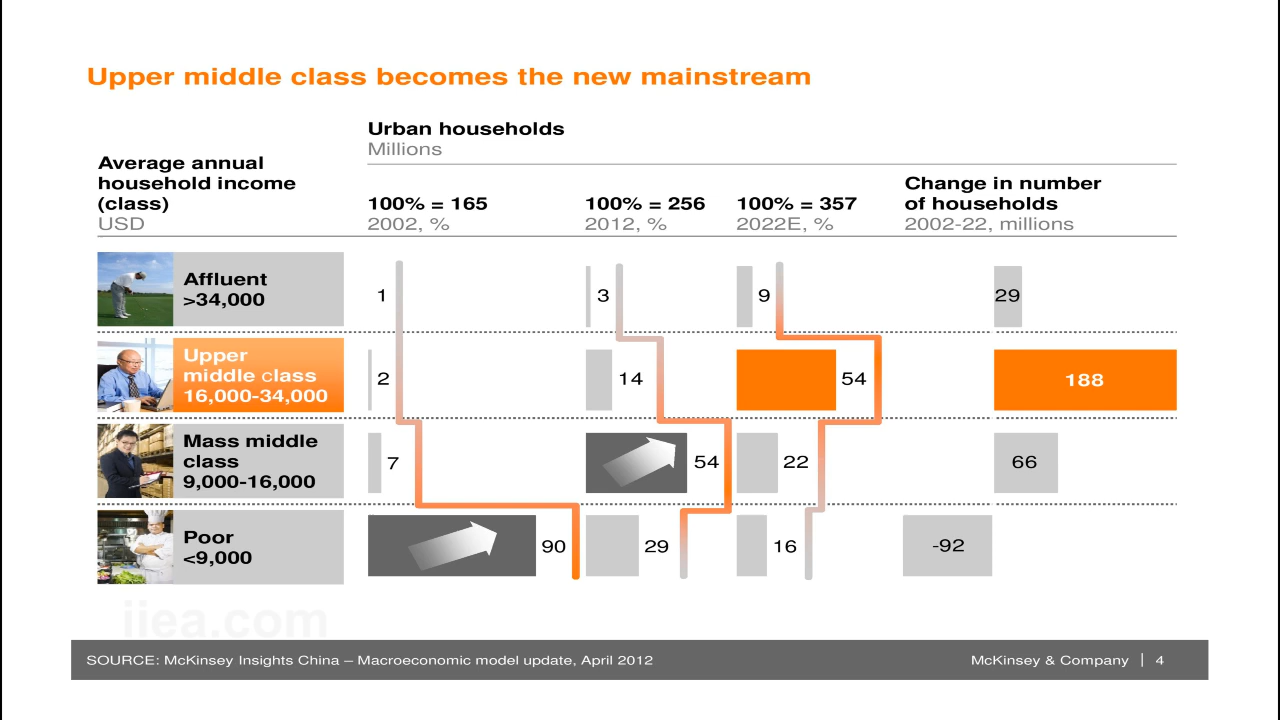 Upper middle class becomes the new mainstream
Urban households
Millions
Average annual
household income
(class)
USD
100% = 165
2002, %
100% = 256
2012, %
100% = 357
2022E, %
Change in number
of households
2002-22, millions
Affluent
>34,000
1
3
9
29
Upper
middle class
16,000-34,000
2
14
54
188
Mass middle
class
9,000-16,000
7
54
22
66
Poor
<9,000
90
29
16
-92
iiea.com
SOURCE: McKinsey Insights China – Macroeconomic model update, April 2012
McKinsey & Company | 4